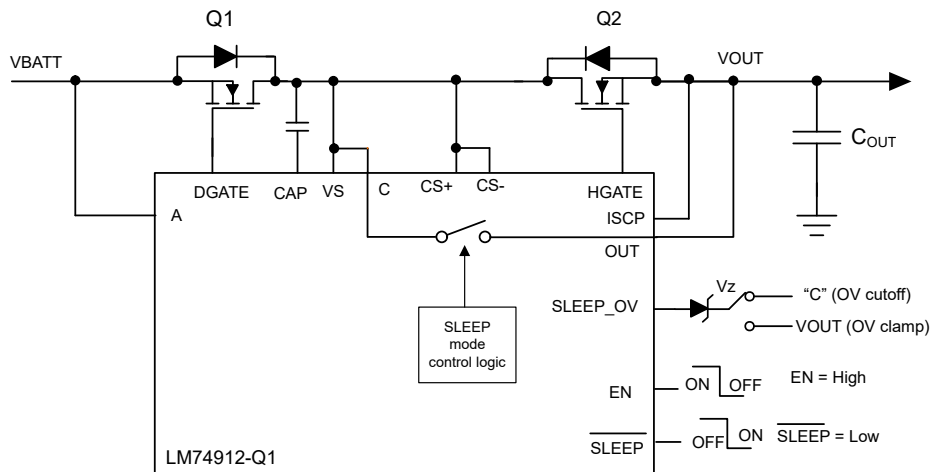 Q1
Q2
VBATT
VOUT
C_OUT
DGATE
CAP
VS
C
CS+
CS-
HGATE
A
ISCP
OUT
SLEEP
mode
control logic
SLEEP_OV
Vz
“C” (OV cutoff)
VOUT (OV clamp)
EN
ON
OFF
EN = High
SLEEP
OFF
ON
SLEEP = Low
LM74912-Q1